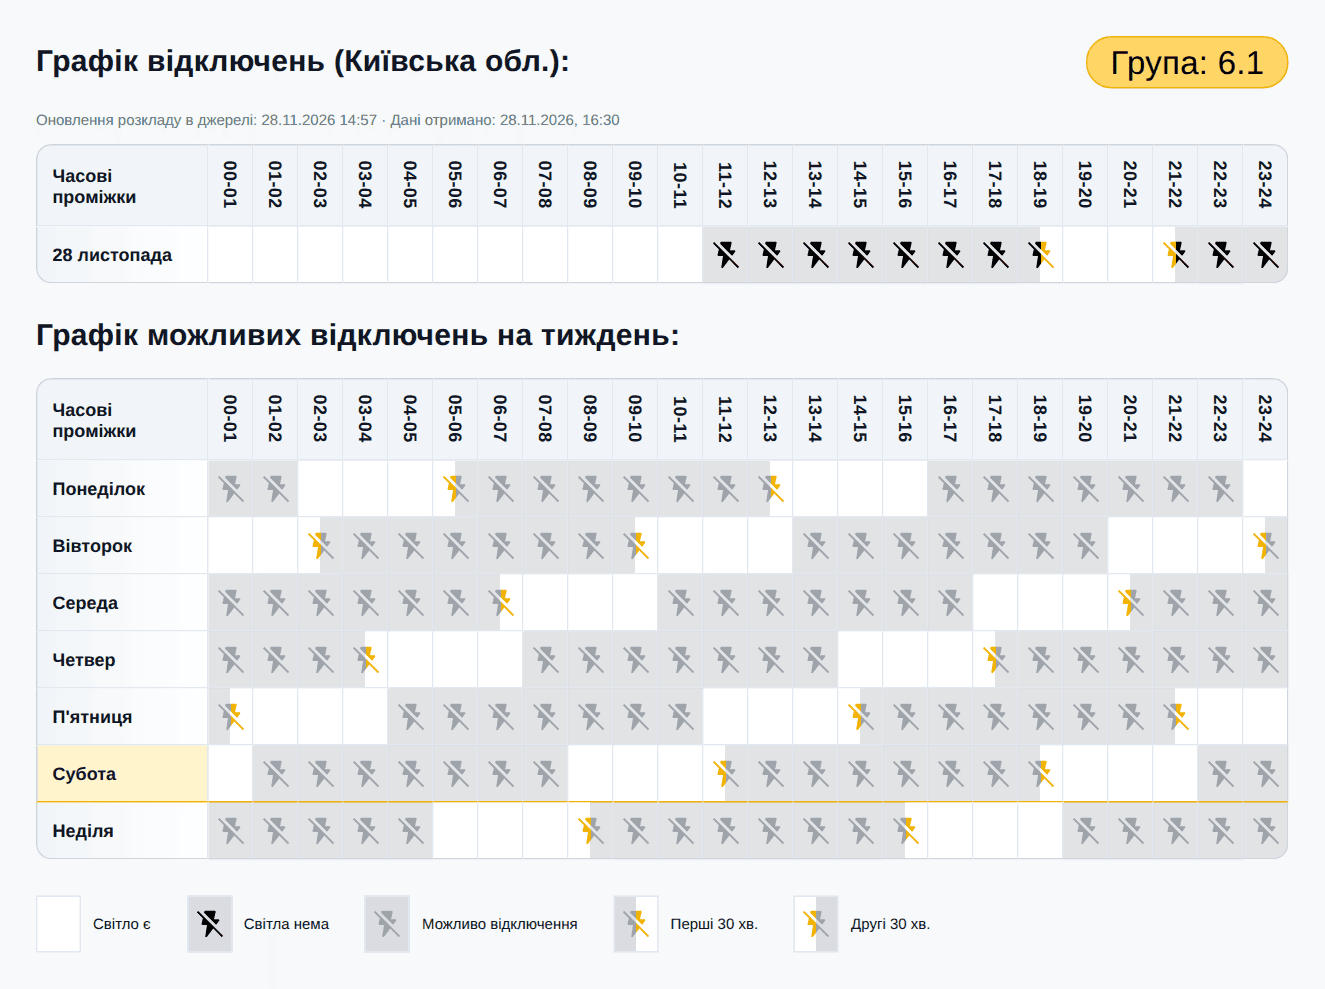 Графік відключень (Київська обл.):
Група: 6.1
Оновлення розкладу в джерелі: 28.11.2026 14:57 · Дані отримано: 28.11.2026, 16:30
Часові проміжки 00-01 01-02 02-03 03-04 04-05 05-06 06-07 07-08 08-09 09-10 10-11 11-12 12-13 13-14 14-15 15-16 16-17 17-18 18-19 19-20 20-21 21-22 22-23 23-24
28 листопада
Графік можливих відключень на тиждень:
Часові проміжки 00-01 01-02 02-03 03-04 04-05 05-06 06-07 07-08 08-09 09-10 10-11 11-12 12-13 13-14 14-15 15-16 16-17 17-18 18-19 19-20 20-21 21-22 22-23 23-24
Понеділок
Вівторок
Середа
Четвер
П'ятниця
Субота
Неділя
Світло є Світла нема Можливо відключення Перші 30 хв. Другі 30 хв.